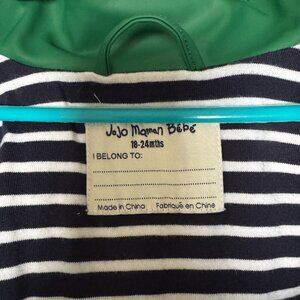 JoJo Maman Bébé
18-24mths
I BELONG TO:
Made in China Fabriqué en Chine